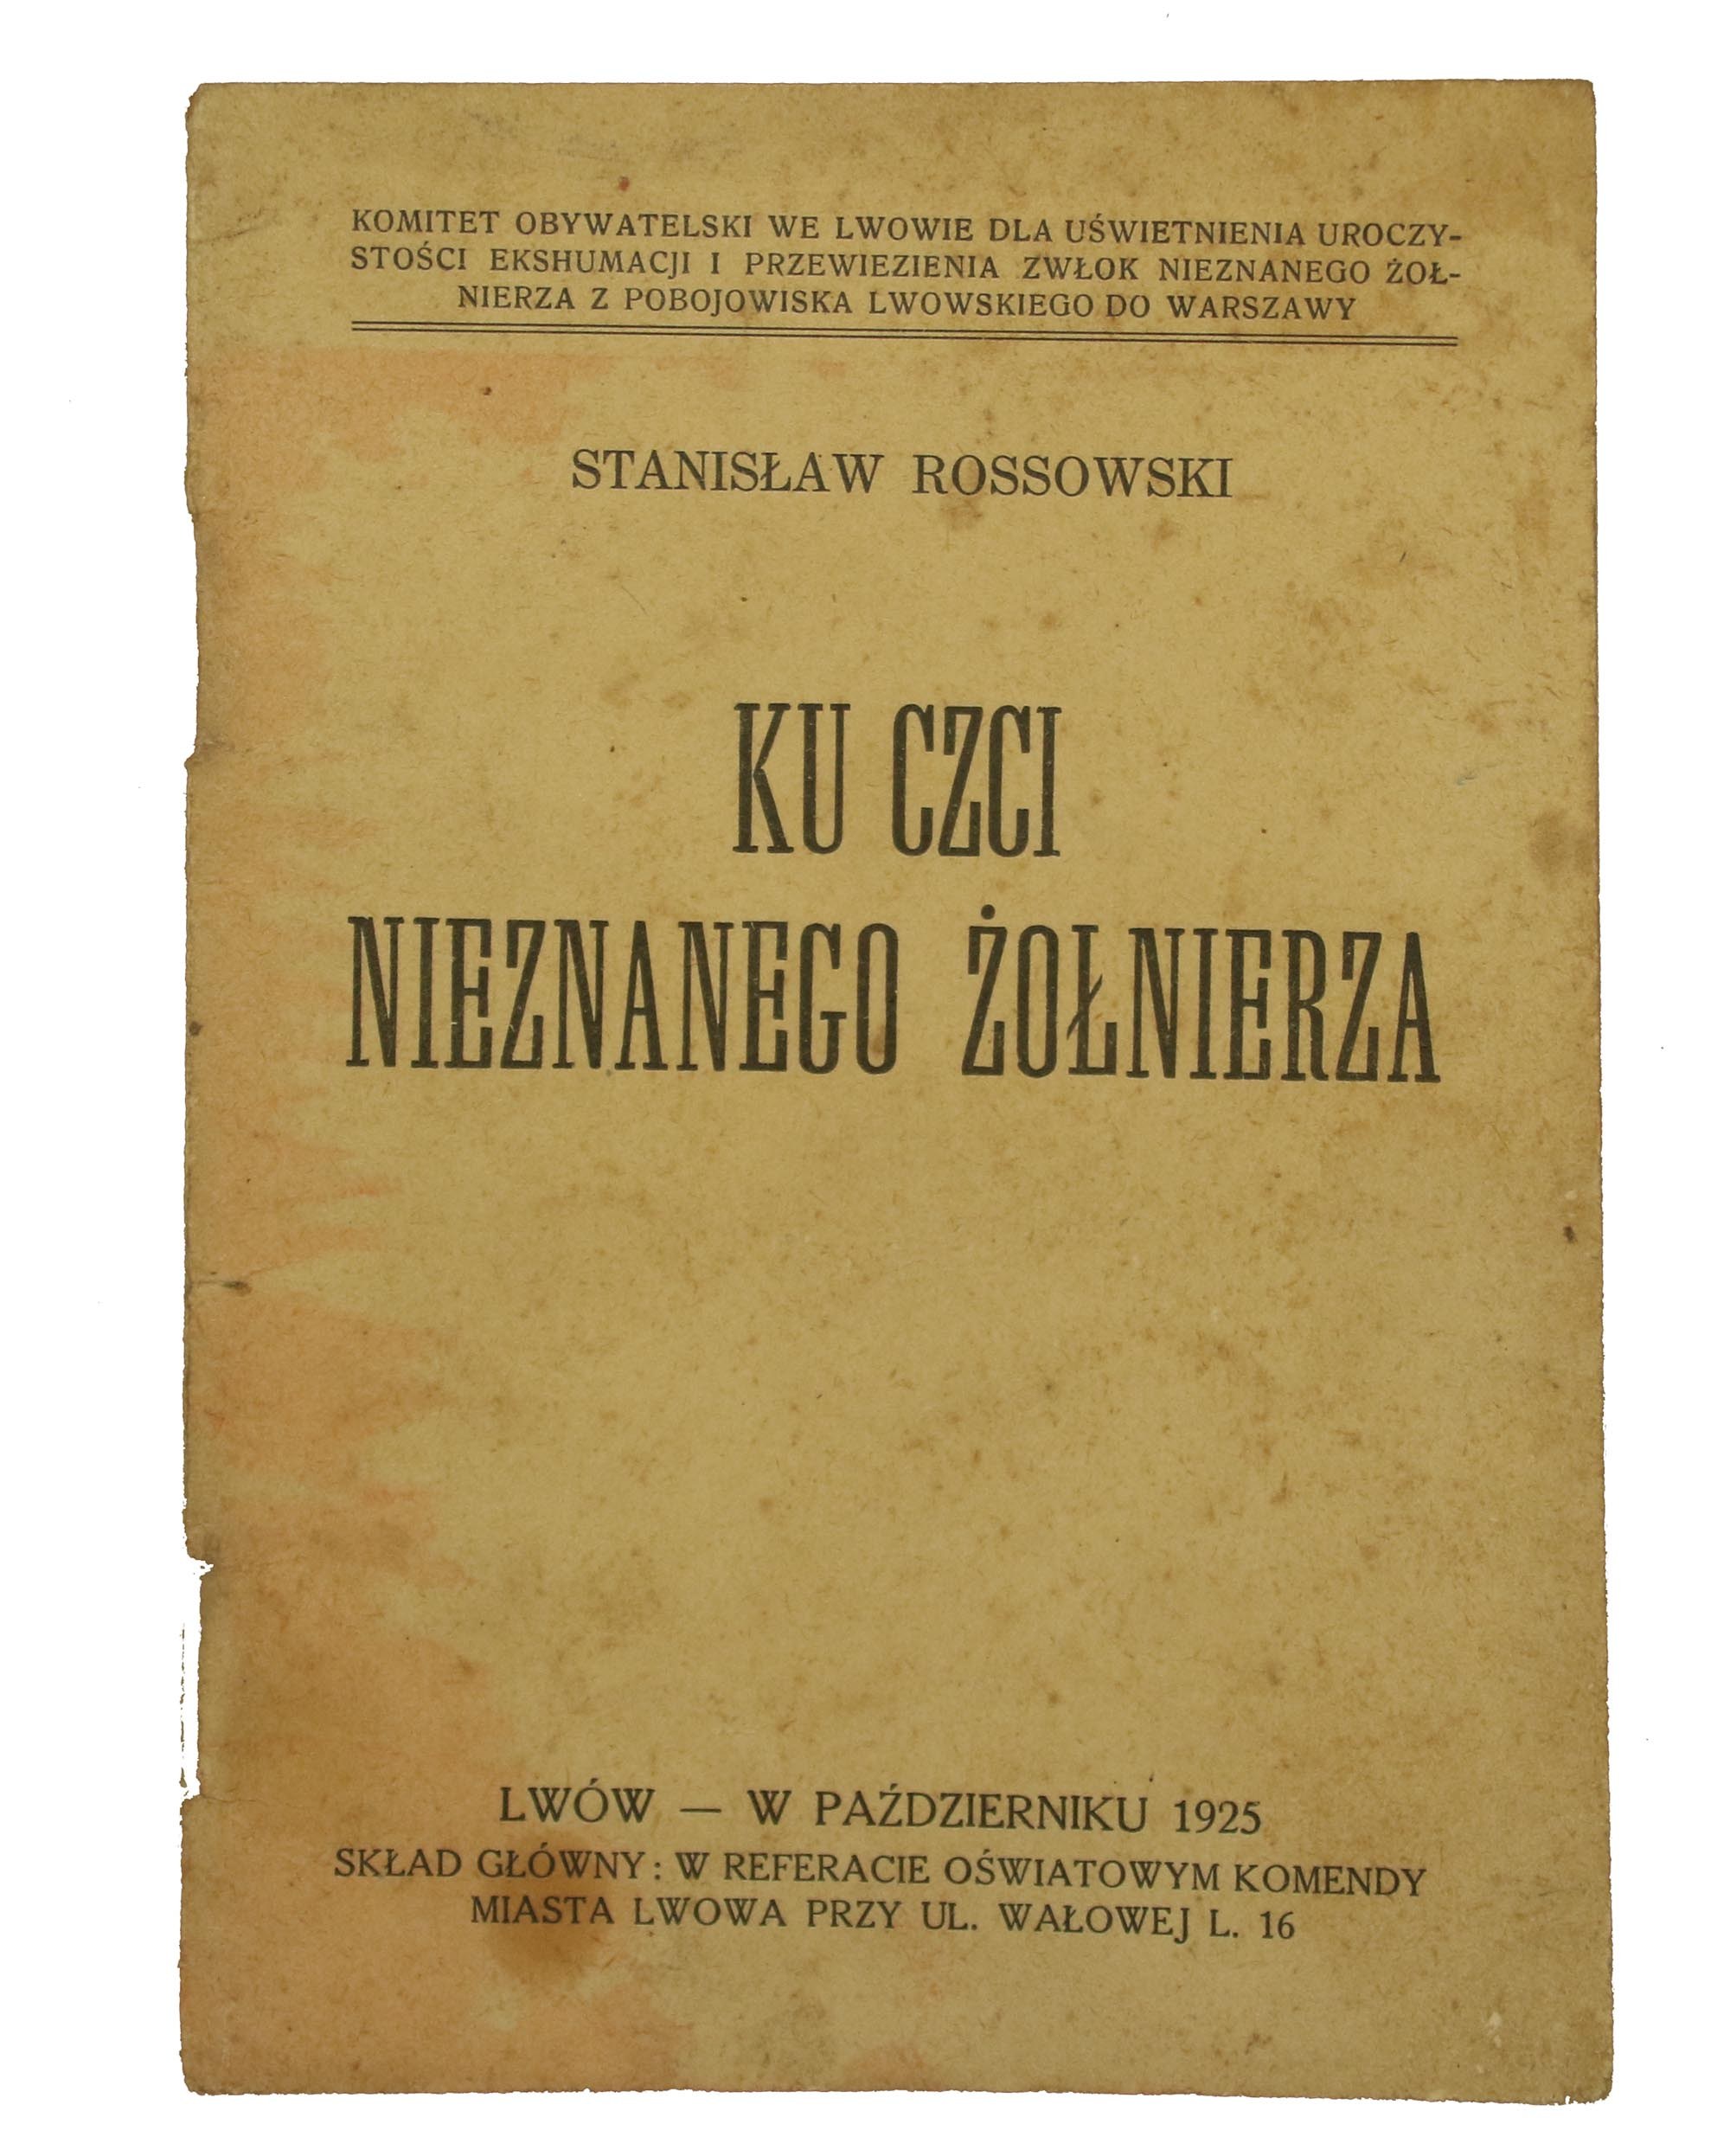 KOMITET OBYWATELSKI WE LWOWIE DLA UŚWIETNIENIA UROCZY-
STOŚCI EKSHUMACJI I PRZEWIEZIENIA ZWŁOK NIEZNANEGO ŻOŁ-
NIERZA Z POBOJOWISKA LWOWSKIEGO DO WARSZAWY
STANISŁAW ROSSOWSKI
KU CZCI
NIEZNANEGO ŻOŁNIERZA
LWÓW — W PAŹDZIERNIKU 1925
SKŁAD GŁÓWNY: W REFERACIE OŚWIATOWYM KOMENDY
MIASTA LWOWA PRZY UL. WAŁOWEJ L. 16